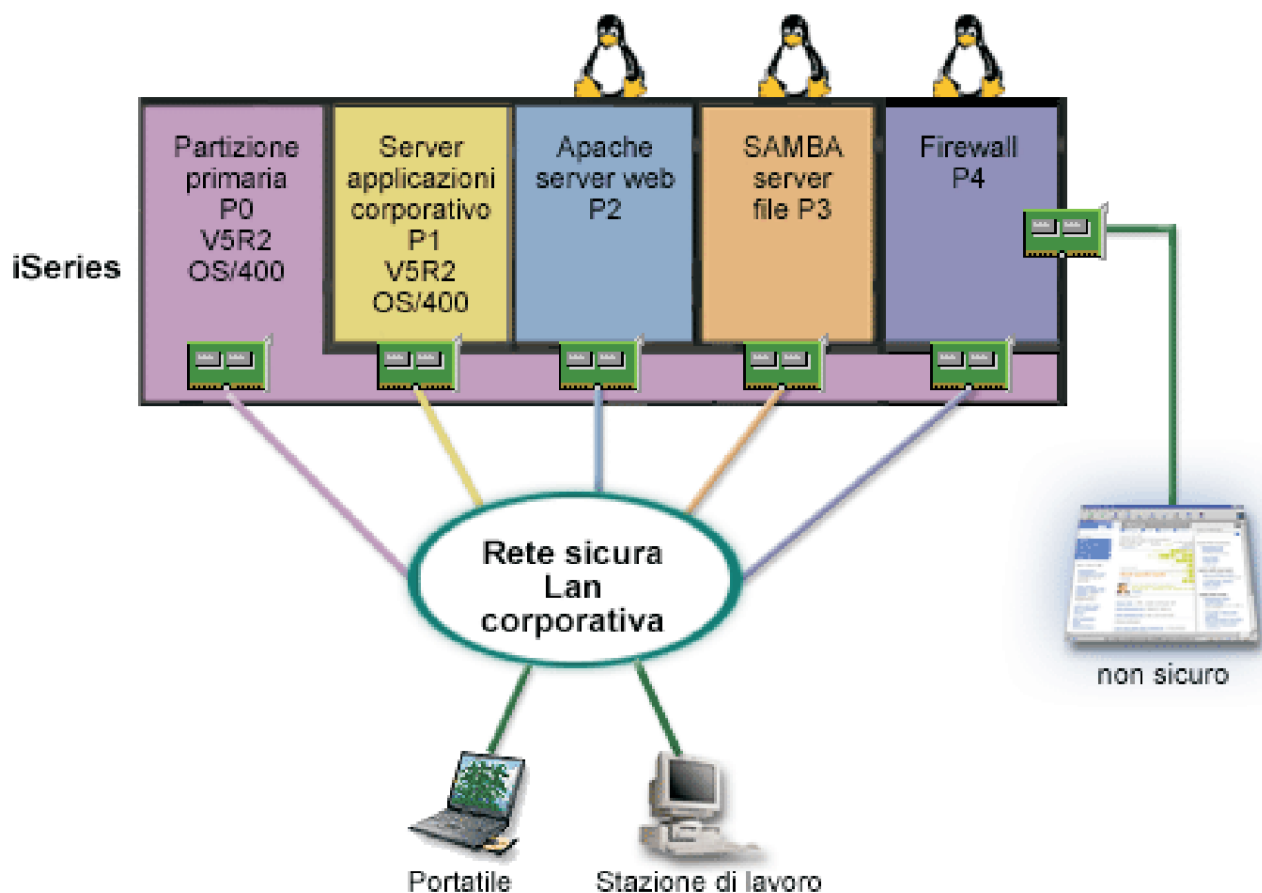 iSeries
Partizione
primaria
P0
V5R2
OS/400
Server
applicazioni
corporativo
P1
V5R2
OS/400
Apache
server web
P2
SAMBA
server
file P3
Firewall
P4
Rete sicura
Lan
corporativa
non sicuro
Portatile
Stazione di lavoro